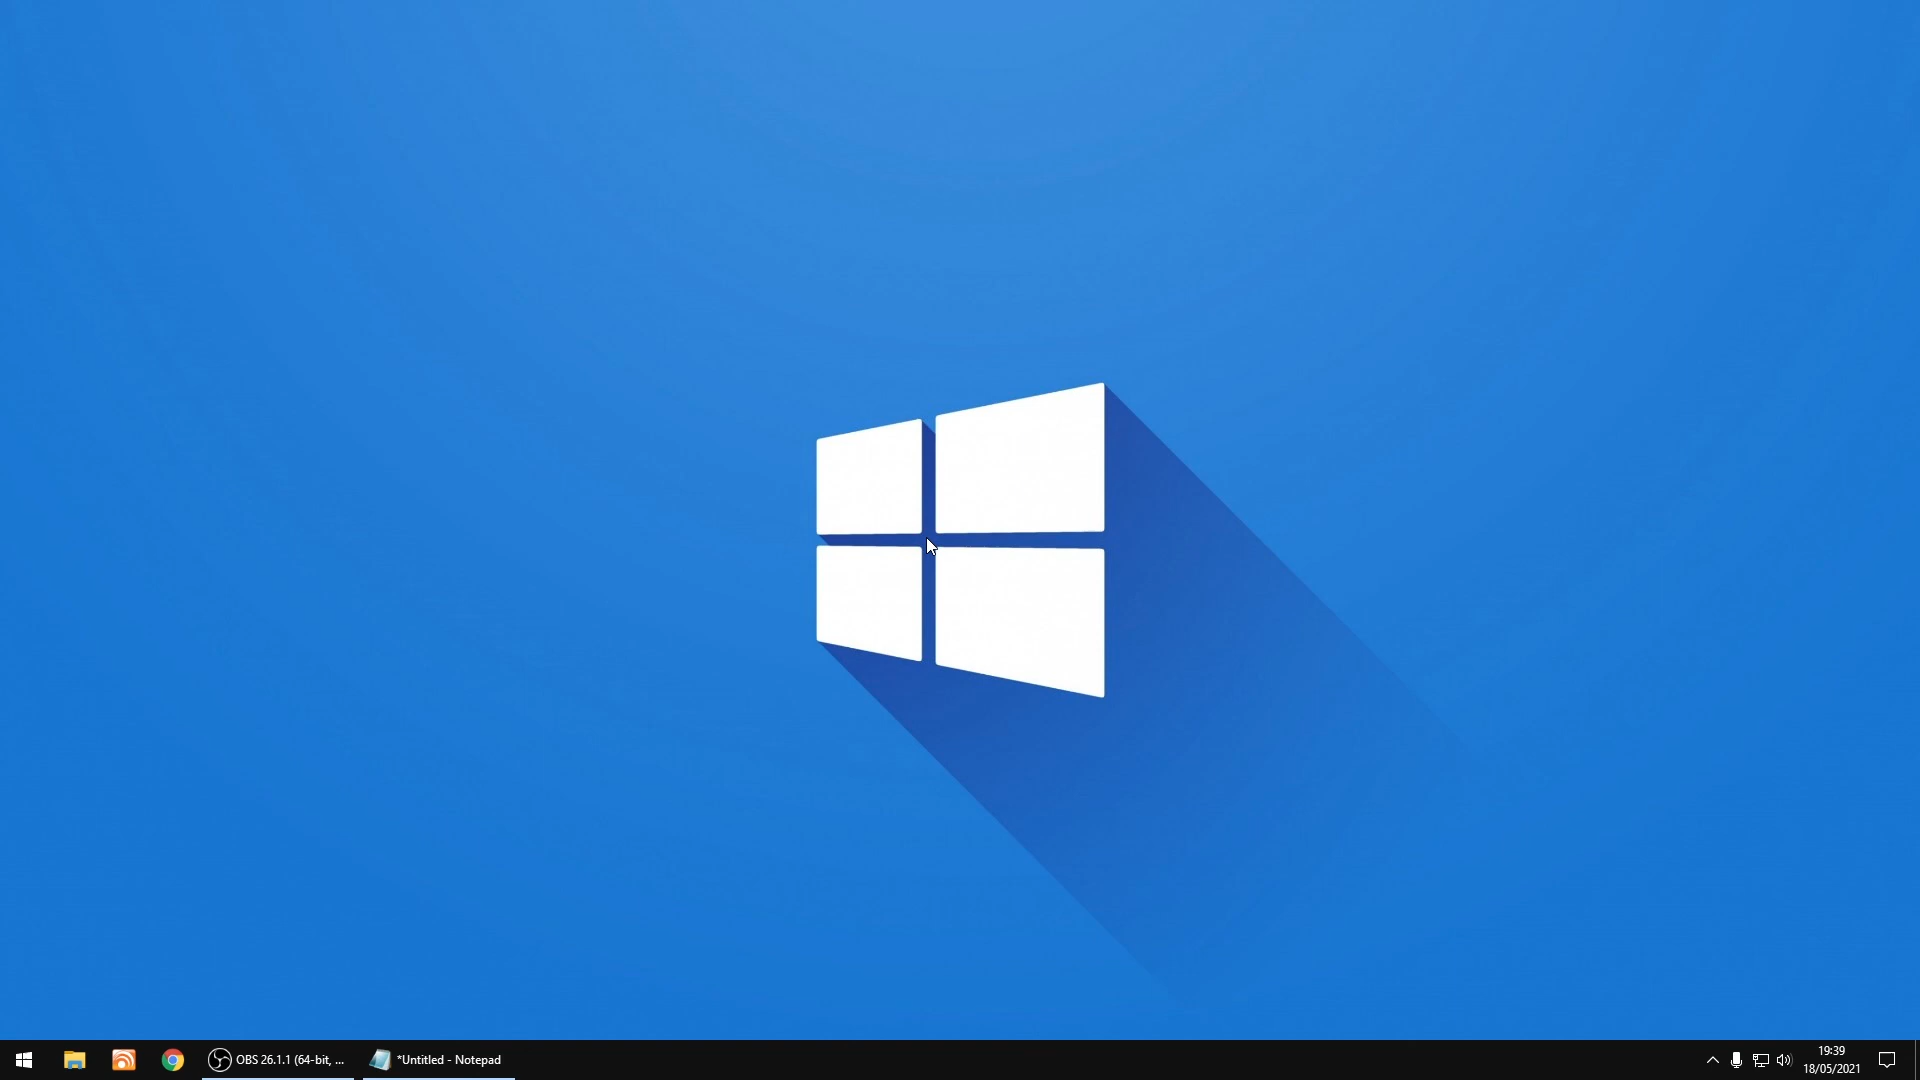 OBS 26.1.1 (64-bit, ...
*Untitled - Notepad
19:39
18/05/2021